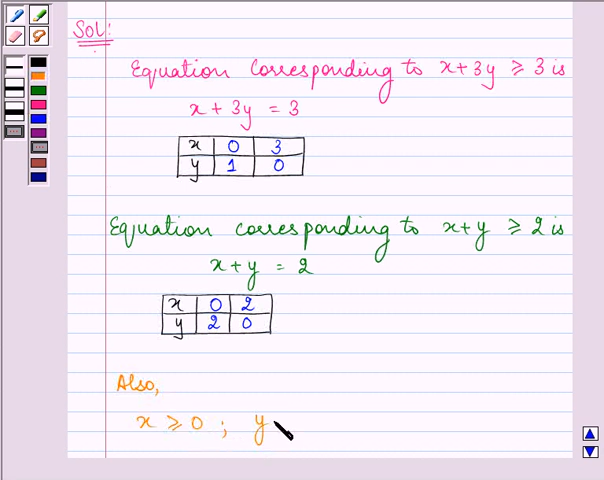 Sol:
Equation corresponding to x+3y ≥ 3 is
x + 3y = 3
x 0 3
y 1 0
Equation corresponding to x+y ≥ 2 is
x+y = 2
x 0 2
y 2 0
Also,
x ≥ 0 ; y